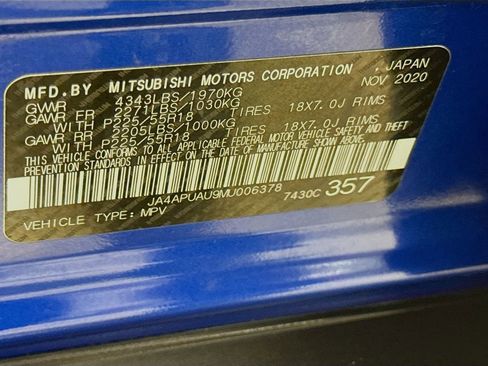 MFD.BY MITSUBISHI MOTORS CORPORATION , JAPAN
GVWR 4343LBS/1970KG NOV 2020
GAWR FR 2271LBS/1030KG
WITH P225/55R18 TIRES 18X7.0J RIMS
GAWR RR 2205LBS/1000KG
WITH P225/55R18 TIRES 18X7.0J RIMS
THIS VEHICLE CONFORMS TO ALL APPLICABLE FEDERAL MOTOR VEHICLE SAFETY AND THEFT
PREVENTION STANDARDS IN EFFECT ON THE DATE OF MANUFACTURE SHOWN ABOVE.
JA4APUAU9MU006378 7430C 357
VEHICLE TYPE: MPV